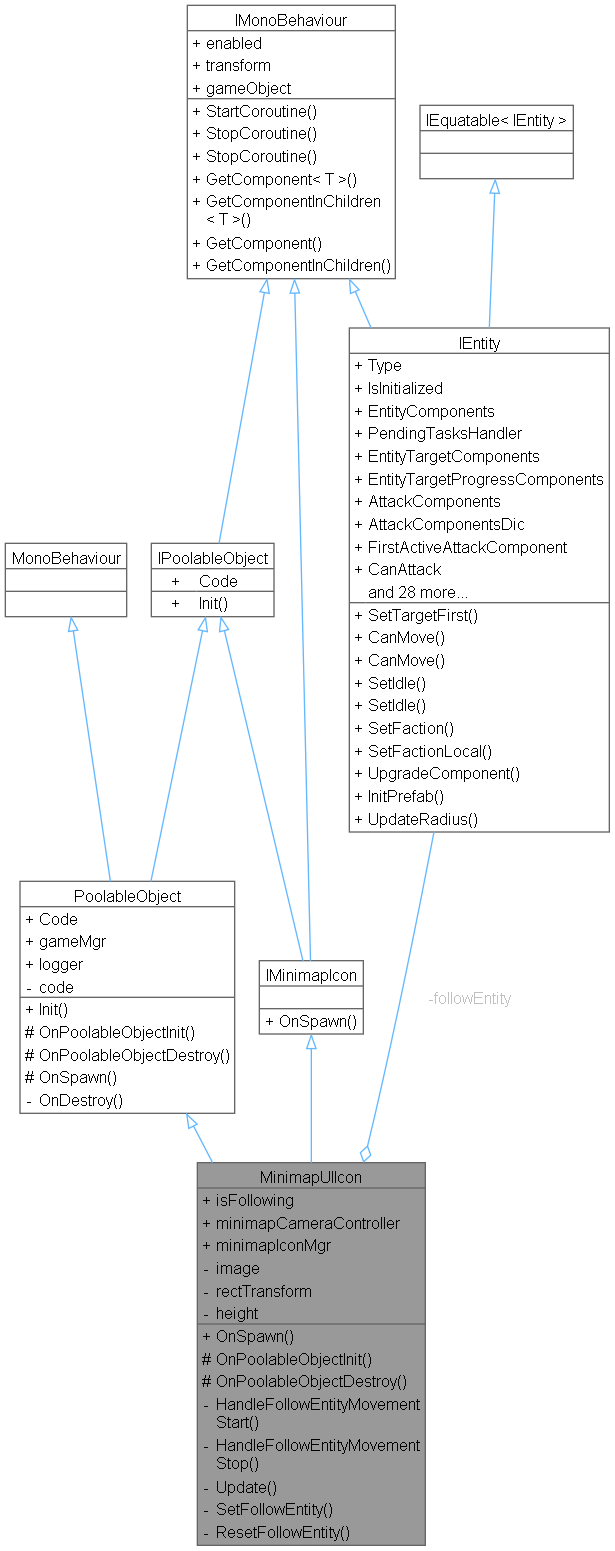 IMonoBehaviour
+ enabled
+ transform
+ gameObject
+ StartCoroutine()
+ StopCoroutine()
+ StopCoroutine()
+ GetComponent< T >()
+ GetComponentInChildren
< T >()
+ GetComponent()
+ GetComponentInChildren()
IEquatable< IEntity >
IEntity
+ Type
+ IsInitialized
+ EntityComponents
+ PendingTasksHandler
+ EntityTargetComponents
+ EntityTargetProgressComponents
+ AttackComponents
+ AttackComponentsDic
+ FirstActiveAttackComponent
+ CanAttack
and 28 more...
+ SetTargetFirst()
+ CanMove()
+ CanMove()
+ SetIdle()
+ SetIdle()
+ SetFaction()
+ SetFactionLocal()
+ UpgradeComponent()
+ InitPrefab()
+ UpdateRadius()
MonoBehaviour
IPoolableObject
+ Code
+ Init()
PoolableObject
+ Code
+ gameMgr
+ logger
- code
+ Init()
# OnPoolableObjectInit()
# OnPoolableObjectDestroy()
# OnSpawn()
- OnDestroy()
IMinimapIcon
+ OnSpawn()
-followEntity
MinimapUIIcon
+ isFollowing
+ minimapCameraController
+ minimapIconMgr
- image
- rectTransform
- height
+ OnSpawn()
# OnPoolableObjectInit()
# OnPoolableObjectDestroy()
- HandleFollowEntityMovement
Start()
- HandleFollowEntityMovement
Stop()
- Update()
- SetFollowEntity()
- ResetFollowEntity()